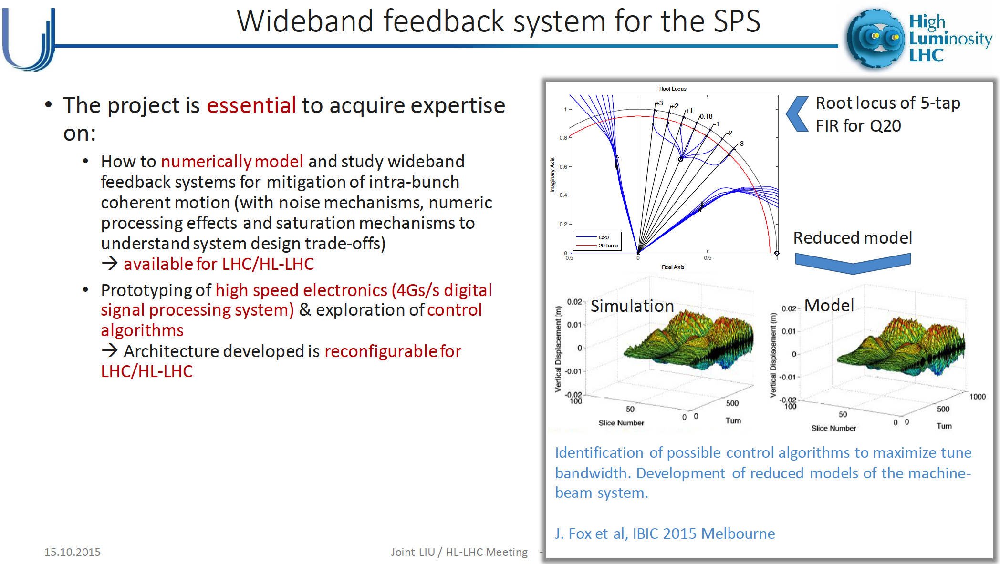 Wideband feedback system for the SPS
High
Luminosity
LHC
• The project is essential to acquire expertise
on:
• How to numerically model and study wideband
feedback systems for mitigation of intra-bunch
coherent motion (with noise mechanisms, numeric
processing effects and saturation mechanisms to
understand system design trade-offs)
→ available for LHC/HL-LHC
• Prototyping of high speed electronics (4Gs/s digital
signal processing system) & exploration of control
algorithms
→ Architecture developed is reconfigurable for
LHC/HL-LHC
Root Locus
+3
+2
+1
0.18
-1
-2
-3
1
0.8
0.6
0.4
0.2
0
Imaginary Axis
Q20
20 turns
-0.5 0 0.5 1
Real Axis
Root locus of 5-tap
FIR for Q20
Reduced model
Simulation
0.02
0.01
0
-0.01
-0.02
Vertical Displacement (m)
100 50 0
Slice Number
0 500
Turn
Model
0.02
0.01
0
-0.01
-0.02
Vertical Displacement (m)
100 50 0
Slice Number
0 500 1000
Turn
Identification of possible control algorithms to maximize tune
bandwidth. Development of reduced models of the machine-
beam system.
J. Fox et al, IBIC 2015 Melbourne
15.10.2015
Joint LIU / HL-LHC Meeting -